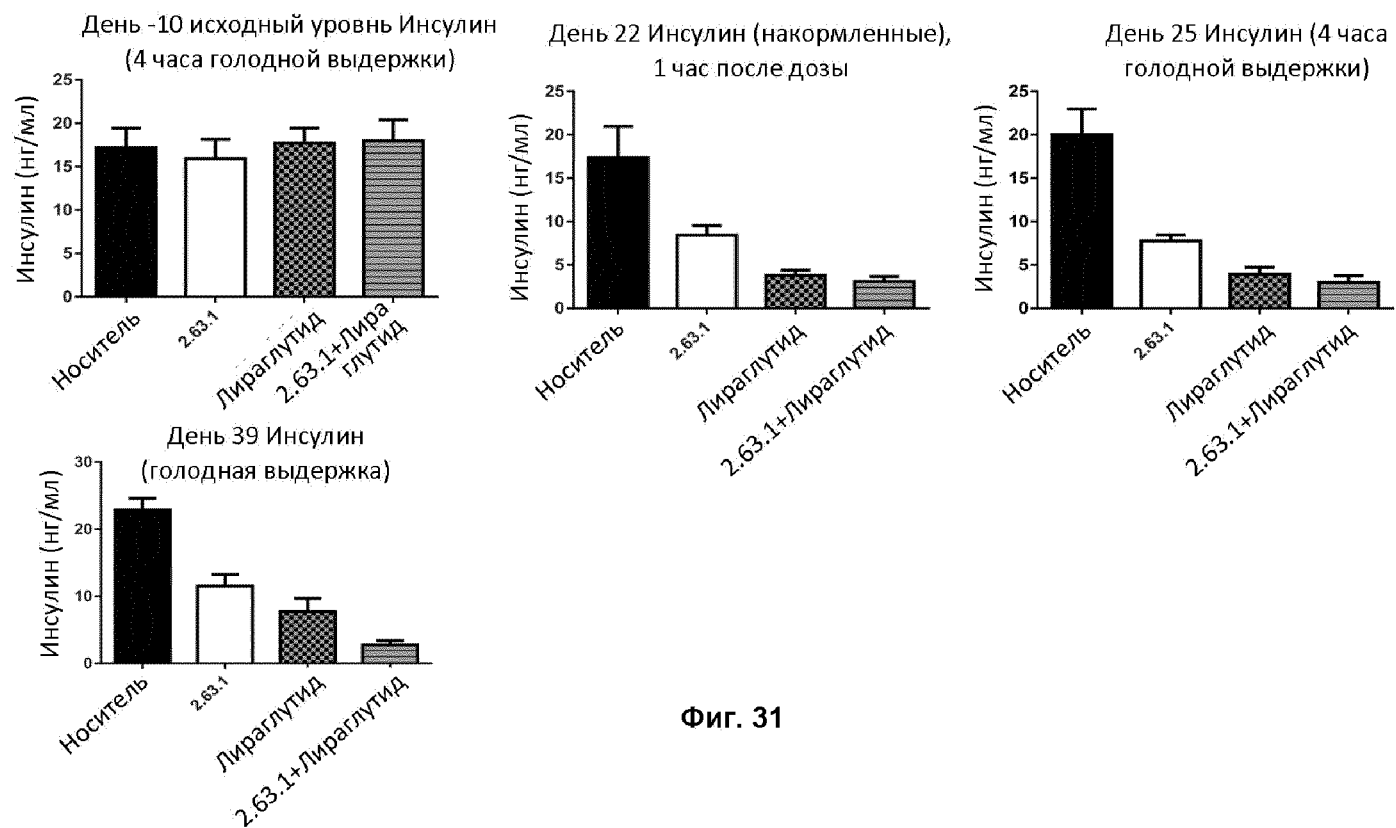 День -10 исходный уровнь Инсулин
(4 часа голодной выдержки)
Инсулин (нг/мл)
25
20
15
10
5
0
Носитель
2.63.1
Лираглутид
2.63.1+Лира
глутид
День 22 Инсулин (накормленные),
1 час после дозы
Инсулин (нг/мл)
25
20
15
10
5
0
Носитель
2.63.1
Лираглутид
2.63.1+Лираглутид
День 25 Инсулин (4 часа
голодной выдержки)
Инсулин (нг/мл)
25
20
15
10
5
0
Носитель
2.63.1
Лираглутид
2.63.1+Лираглутид
День 39 Инсулин
(голодная выдержка)
Инсулин (нг/мл)
30
20
10
0
Носитель
2.63.1
Лираглутид
2.63.1+Лираглутид
Фиг. 31